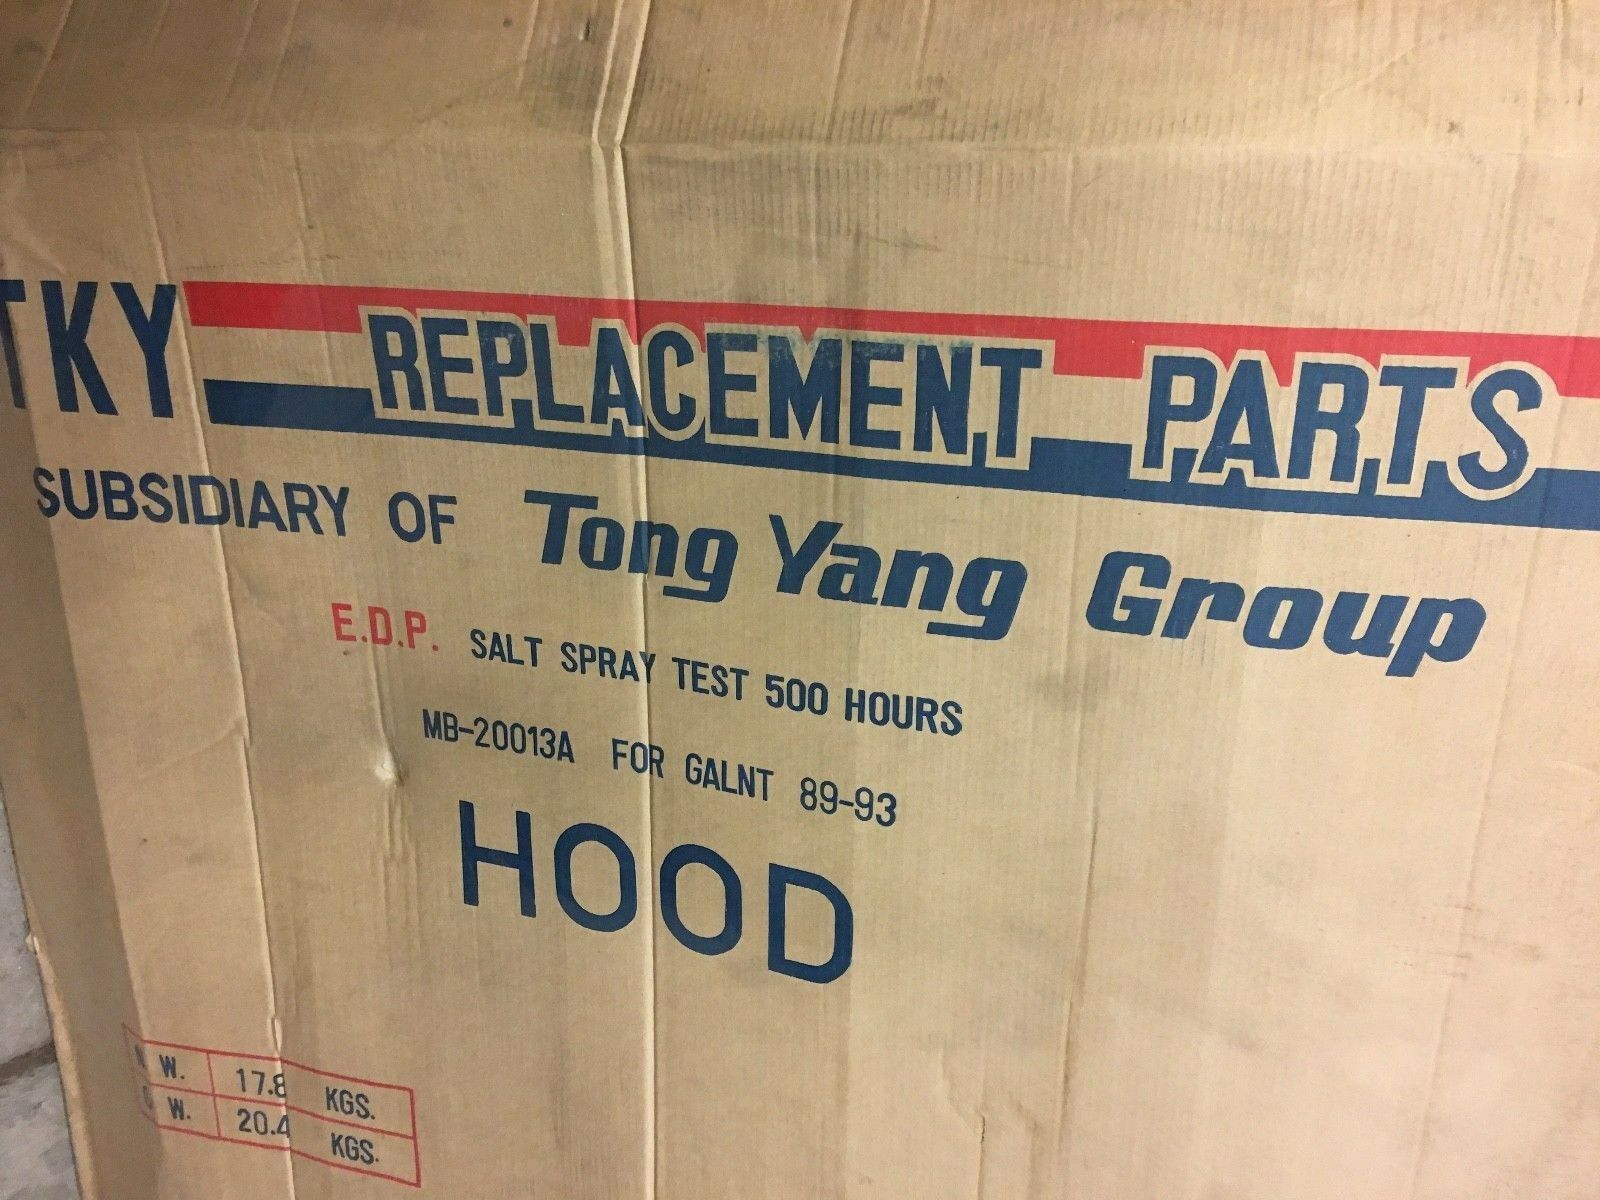 TKY REPLACEMENT PARTS
SUBSIDIARY OF Tong Yang Group
E.D.P. SALT SPRAY TEST 500 HOURS
MB-20013A FOR GALNT 89-93
HOOD
N W. 17.8 KGS.
G W. 20.4 KGS.